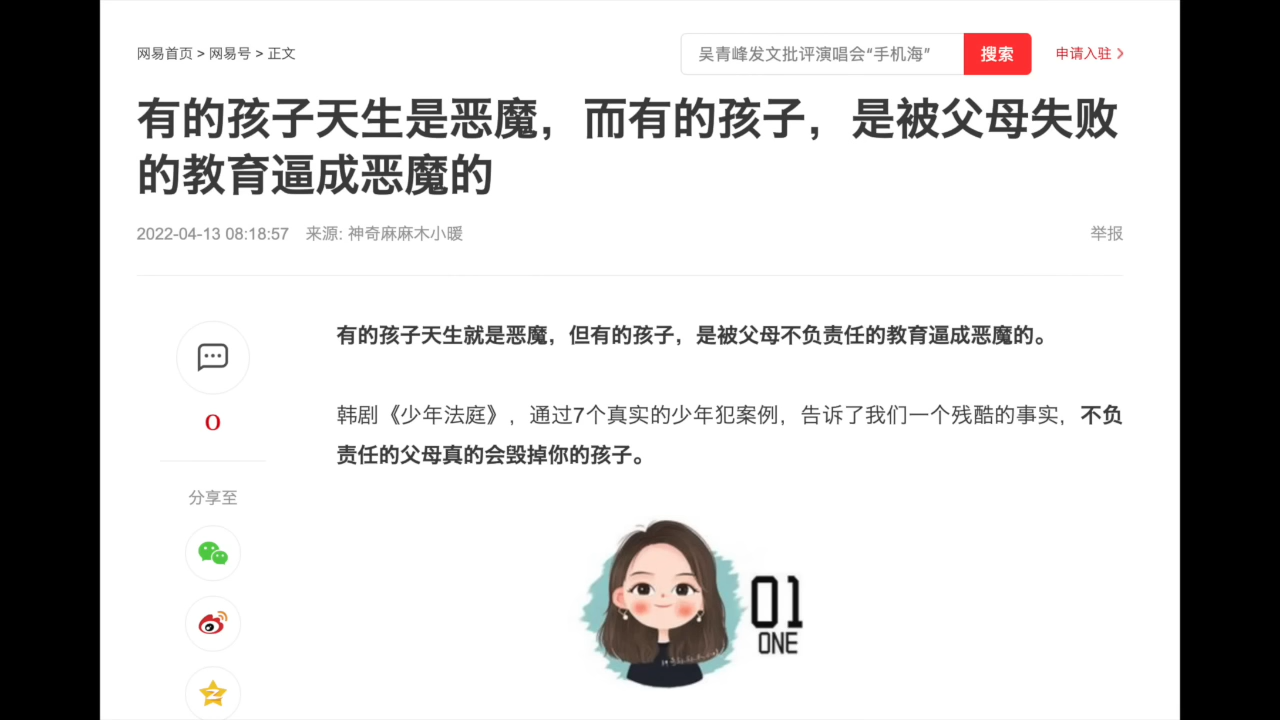 网易首页 > 网易号 > 正文
吴青峰发文批评演唱会“手机海”
搜索
申请入驻
有的孩子天生是恶魔，而有的孩子，是被父母失败
的教育逼成恶魔的
2022-04-13 08:18:57 来源: 神奇麻麻木小暖
举报
有的孩子天生就是恶魔，但有的孩子，是被父母不负责任的教育逼成恶魔的。
0
韩剧《少年法庭》，通过7个真实的少年犯案例，告诉了我们一个残酷的事实，不负
责任的父母真的会毁掉你的孩子。
分享至
01
ONE